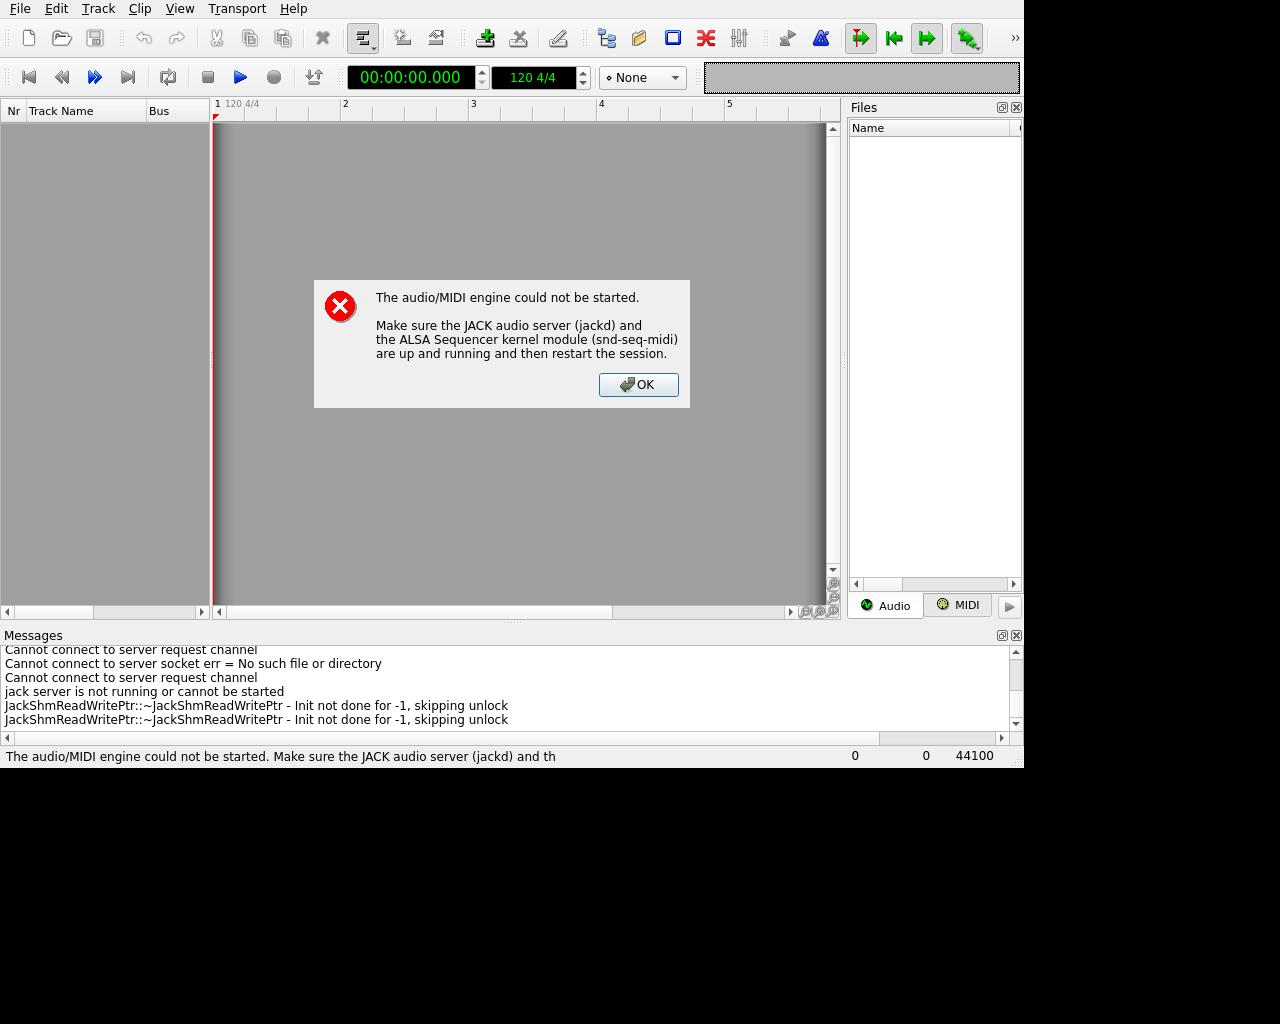 File Edit Track Clip View Transport Help
00:00:00.000 120 4/4 None
Nr Track Name Bus 1 120 4/4 2 3 4 5 Files
Name
The audio/MIDI engine could not be started.
Make sure the JACK audio server (jackd) and
the ALSA Sequencer kernel module (snd-seq-midi)
are up and running and then restart the session.
OK
Audio MIDI
Messages
Cannot connect to server request channel
Cannot connect to server socket err = No such file or directory
Cannot connect to server request channel
jack server is not running or cannot be started
JackShmReadWritePtr::~JackShmReadWritePtr - Init not done for -1, skipping unlock
JackShmReadWritePtr::~JackShmReadWritePtr - Init not done for -1, skipping unlock
The audio/MIDI engine could not be started. Make sure the JACK audio server (jackd) and th 0 0 44100